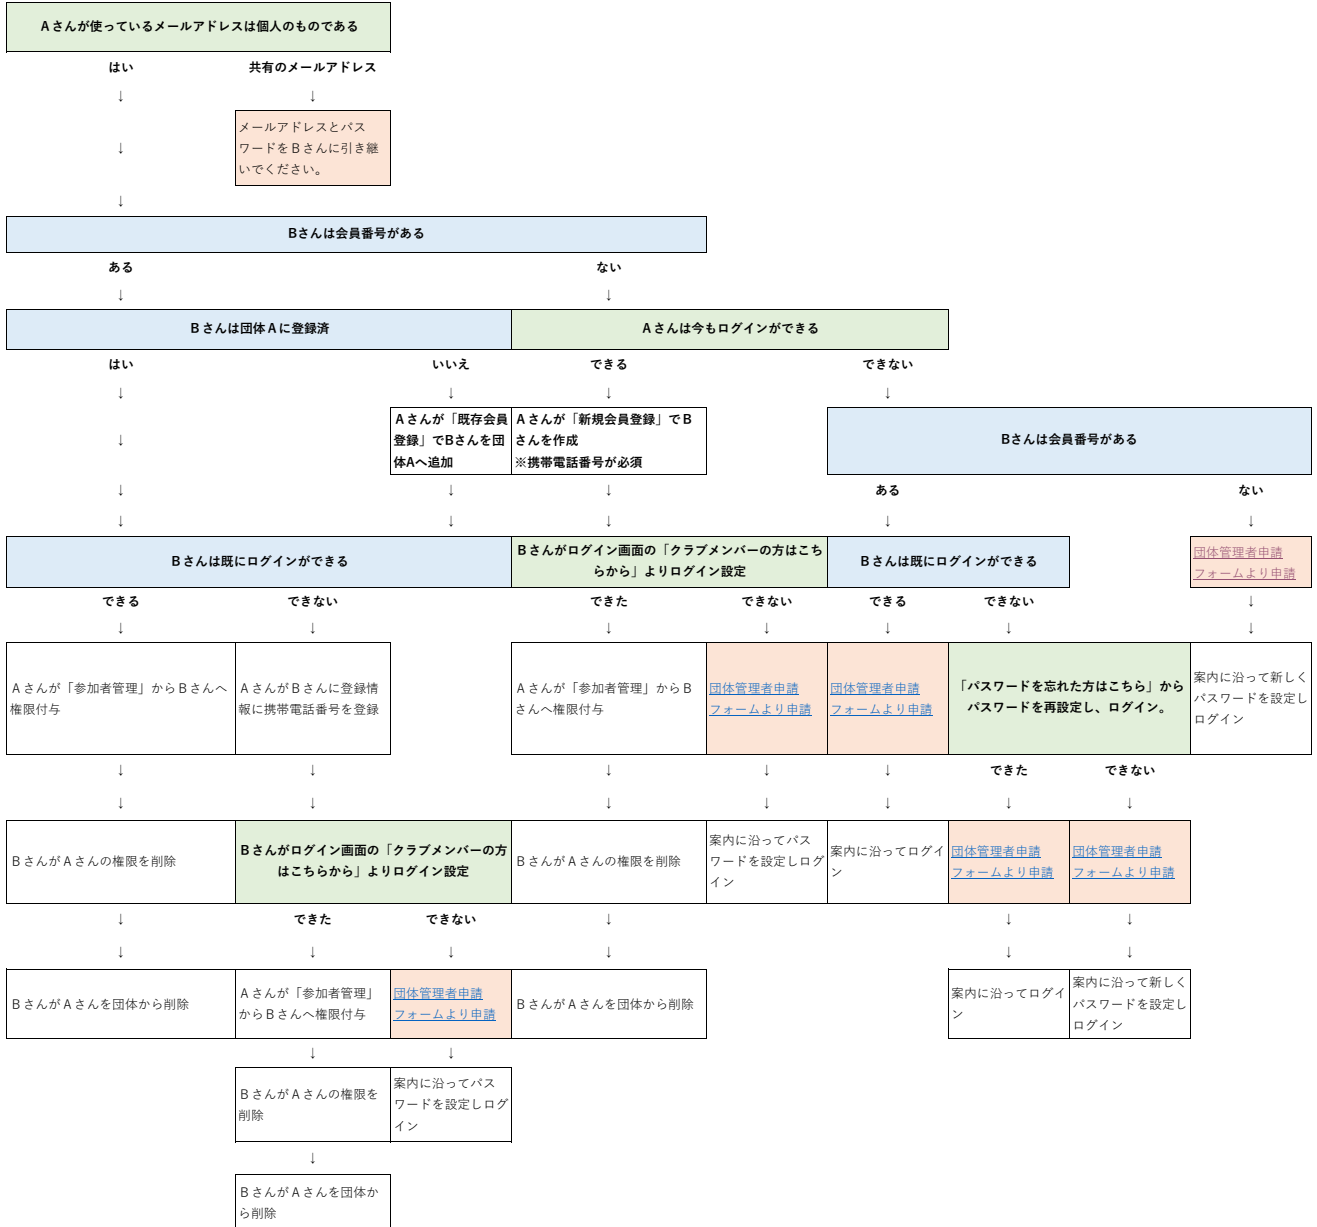 Ａさんが使っているメールアドレスは個人のものである
はい
共有のメールアドレス
↓
↓
↓
メールアドレスとパス
ワードをＢさんに引き継
いでください。
↓
Bさんは会員番号がある
ある
ない
↓
↓
Ｂさんは団体Ａに登録済
Ａさんは今もログインができる
はい
いいえ
できる
できない
↓
↓
↓
↓
↓
Ａさんが「既存会員
登録」でBさんを団
体Aへ追加
Ａさんが「新規会員登録」でＢ
さんを作成
※携帯電話番号が必須
Bさんは会員番号がある
↓
↓
↓
ある
ない
↓
↓
↓
↓
↓
Ｂさんは既にログインができる
Ｂさんがログイン画面の「クラブメンバーの方はこち
らから」よりログイン設定
Ｂさんは既にログインができる
団体管理者申請
フォームより申請
できる
できない
できた
できない
できる
できない
↓
↓
↓
↓
↓
↓
↓
↓
Ａさんが「参加者管理」からＢさんへ
権限付与
ＡさんがＢさんに登録情
報に携帯電話番号を登録
Ａさんが「参加者管理」からＢ
さんへ権限付与
団体管理者申請
フォームより申請
団体管理者申請
フォームより申請
「パスワードを忘れた方はこちら」から
パスワードを再設定し、ログイン。
案内に沿って新しく
パスワードを設定し
ログイン
↓
↓
↓
↓
↓
できた
できない
↓
↓
↓
↓
↓
↓
↓
ＢさんがＡさんの権限を削除
Ｂさんがログイン画面の「クラブメンバーの方
はこちらから」よりログイン設定
ＢさんがＡさんの権限を削除
案内に沿ってパス
ワードを設定しログ
イン
案内に沿ってログイ
ン
団体管理者申請
フォームより申請
団体管理者申請
フォームより申請
↓
できた
できない
↓
↓
↓
↓
↓
↓
↓
↓
↓
ＢさんがＡさんを団体から削除
Ａさんが「参加者管理」
からＢさんへ権限付与
団体管理者申請
フォームより申請
ＢさんがＡさんを団体から削除
案内に沿ってログイ
ン
案内に沿って新しく
パスワードを設定し
ログイン
↓
↓
ＢさんがＡさんの権限を
削除
案内に沿ってパス
ワードを設定しログ
イン
↓
ＢさんがＡさんを団体か
ら削除